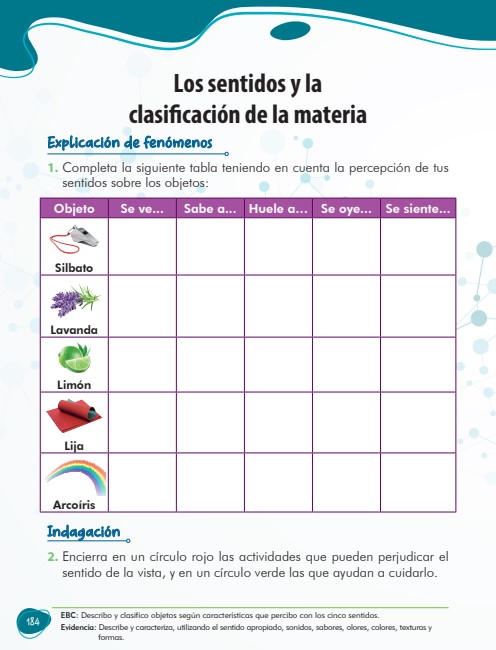 Los sentidos y la
clasificación de la materia
Explicación de fenómenos
1. Completa la siguiente tabla teniendo en cuenta la percepción de tus
sentidos sobre los objetos:
Objeto Se ve... Sabe a... Huele a... Se oye... Se siente...
Silbato
Lavanda
Limón
Lija
Arcoíris
Indagación
2. Encierra en un círculo rojo las actividades que pueden perjudicar el
sentido de la vista, y en un círculo verde las que ayudan a cuidarlo.
184
EBC: Describo y clasifico objetos según características que percibo con los cinco sentidos.
Evidencia: Describe y caracteriza, utilizando el sentido apropiado, sonidos, sabores, olores, colores, texturas y
formas.